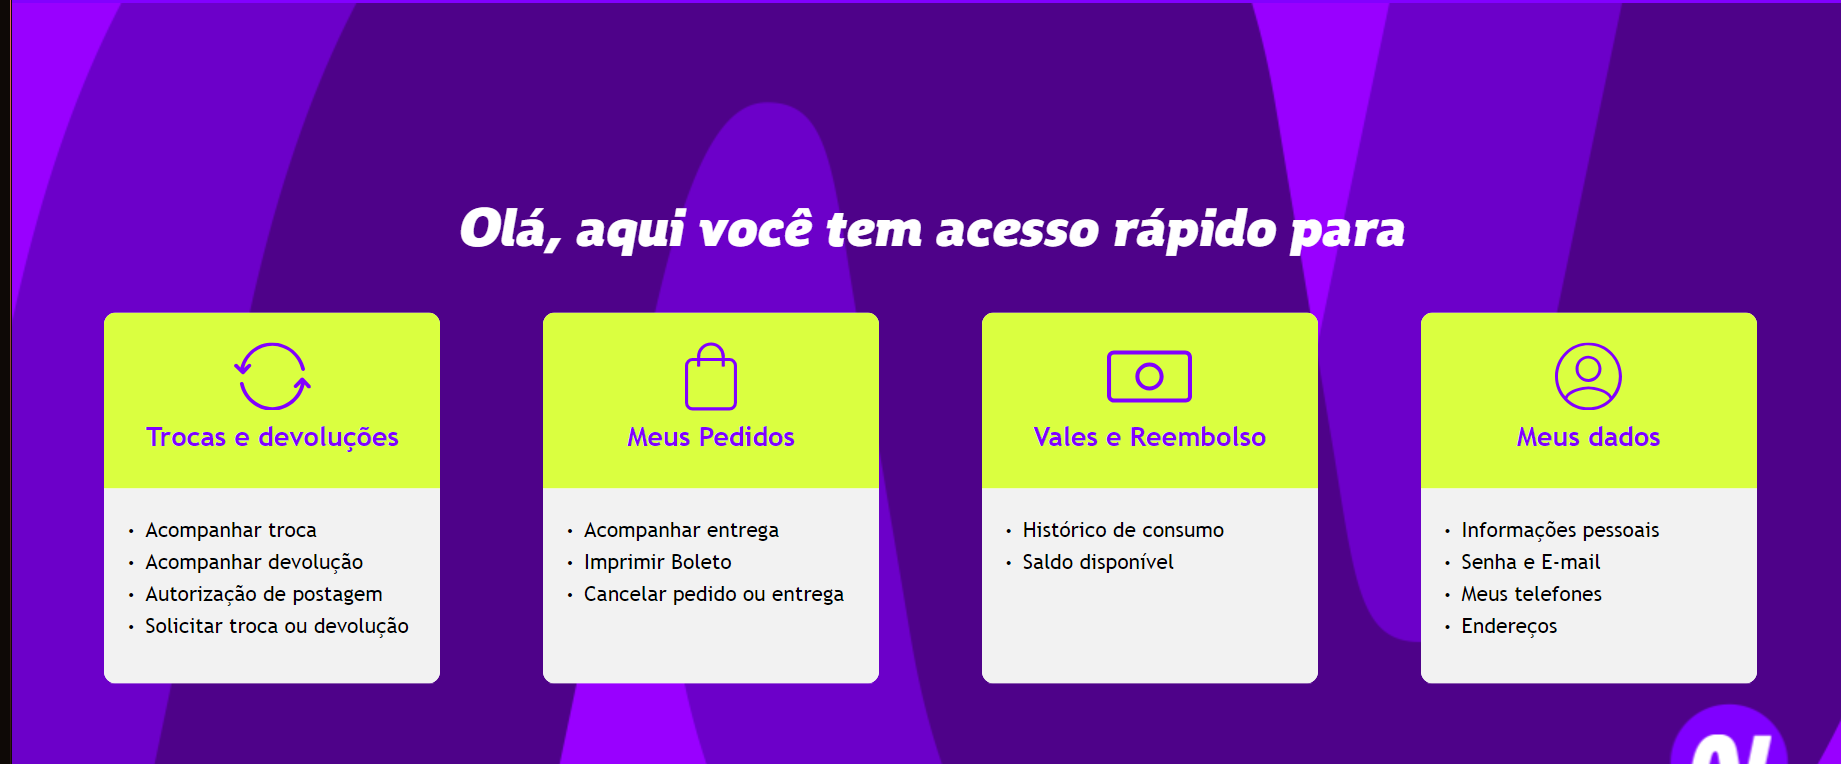 Olá, aqui você tem acesso rápido para
Trocas e devoluções
• Acompanhar troca
• Acompanhar devolução
• Autorização de postagem
• Solicitar troca ou devolução
Meus Pedidos
• Acompanhar entrega
• Imprimir Boleto
• Cancelar pedido ou entrega
Vales e Reembolso
• Histórico de consumo
• Saldo disponível
Meus dados
• Informações pessoais
• Senha e E-mail
• Meus telefones
• Endereços